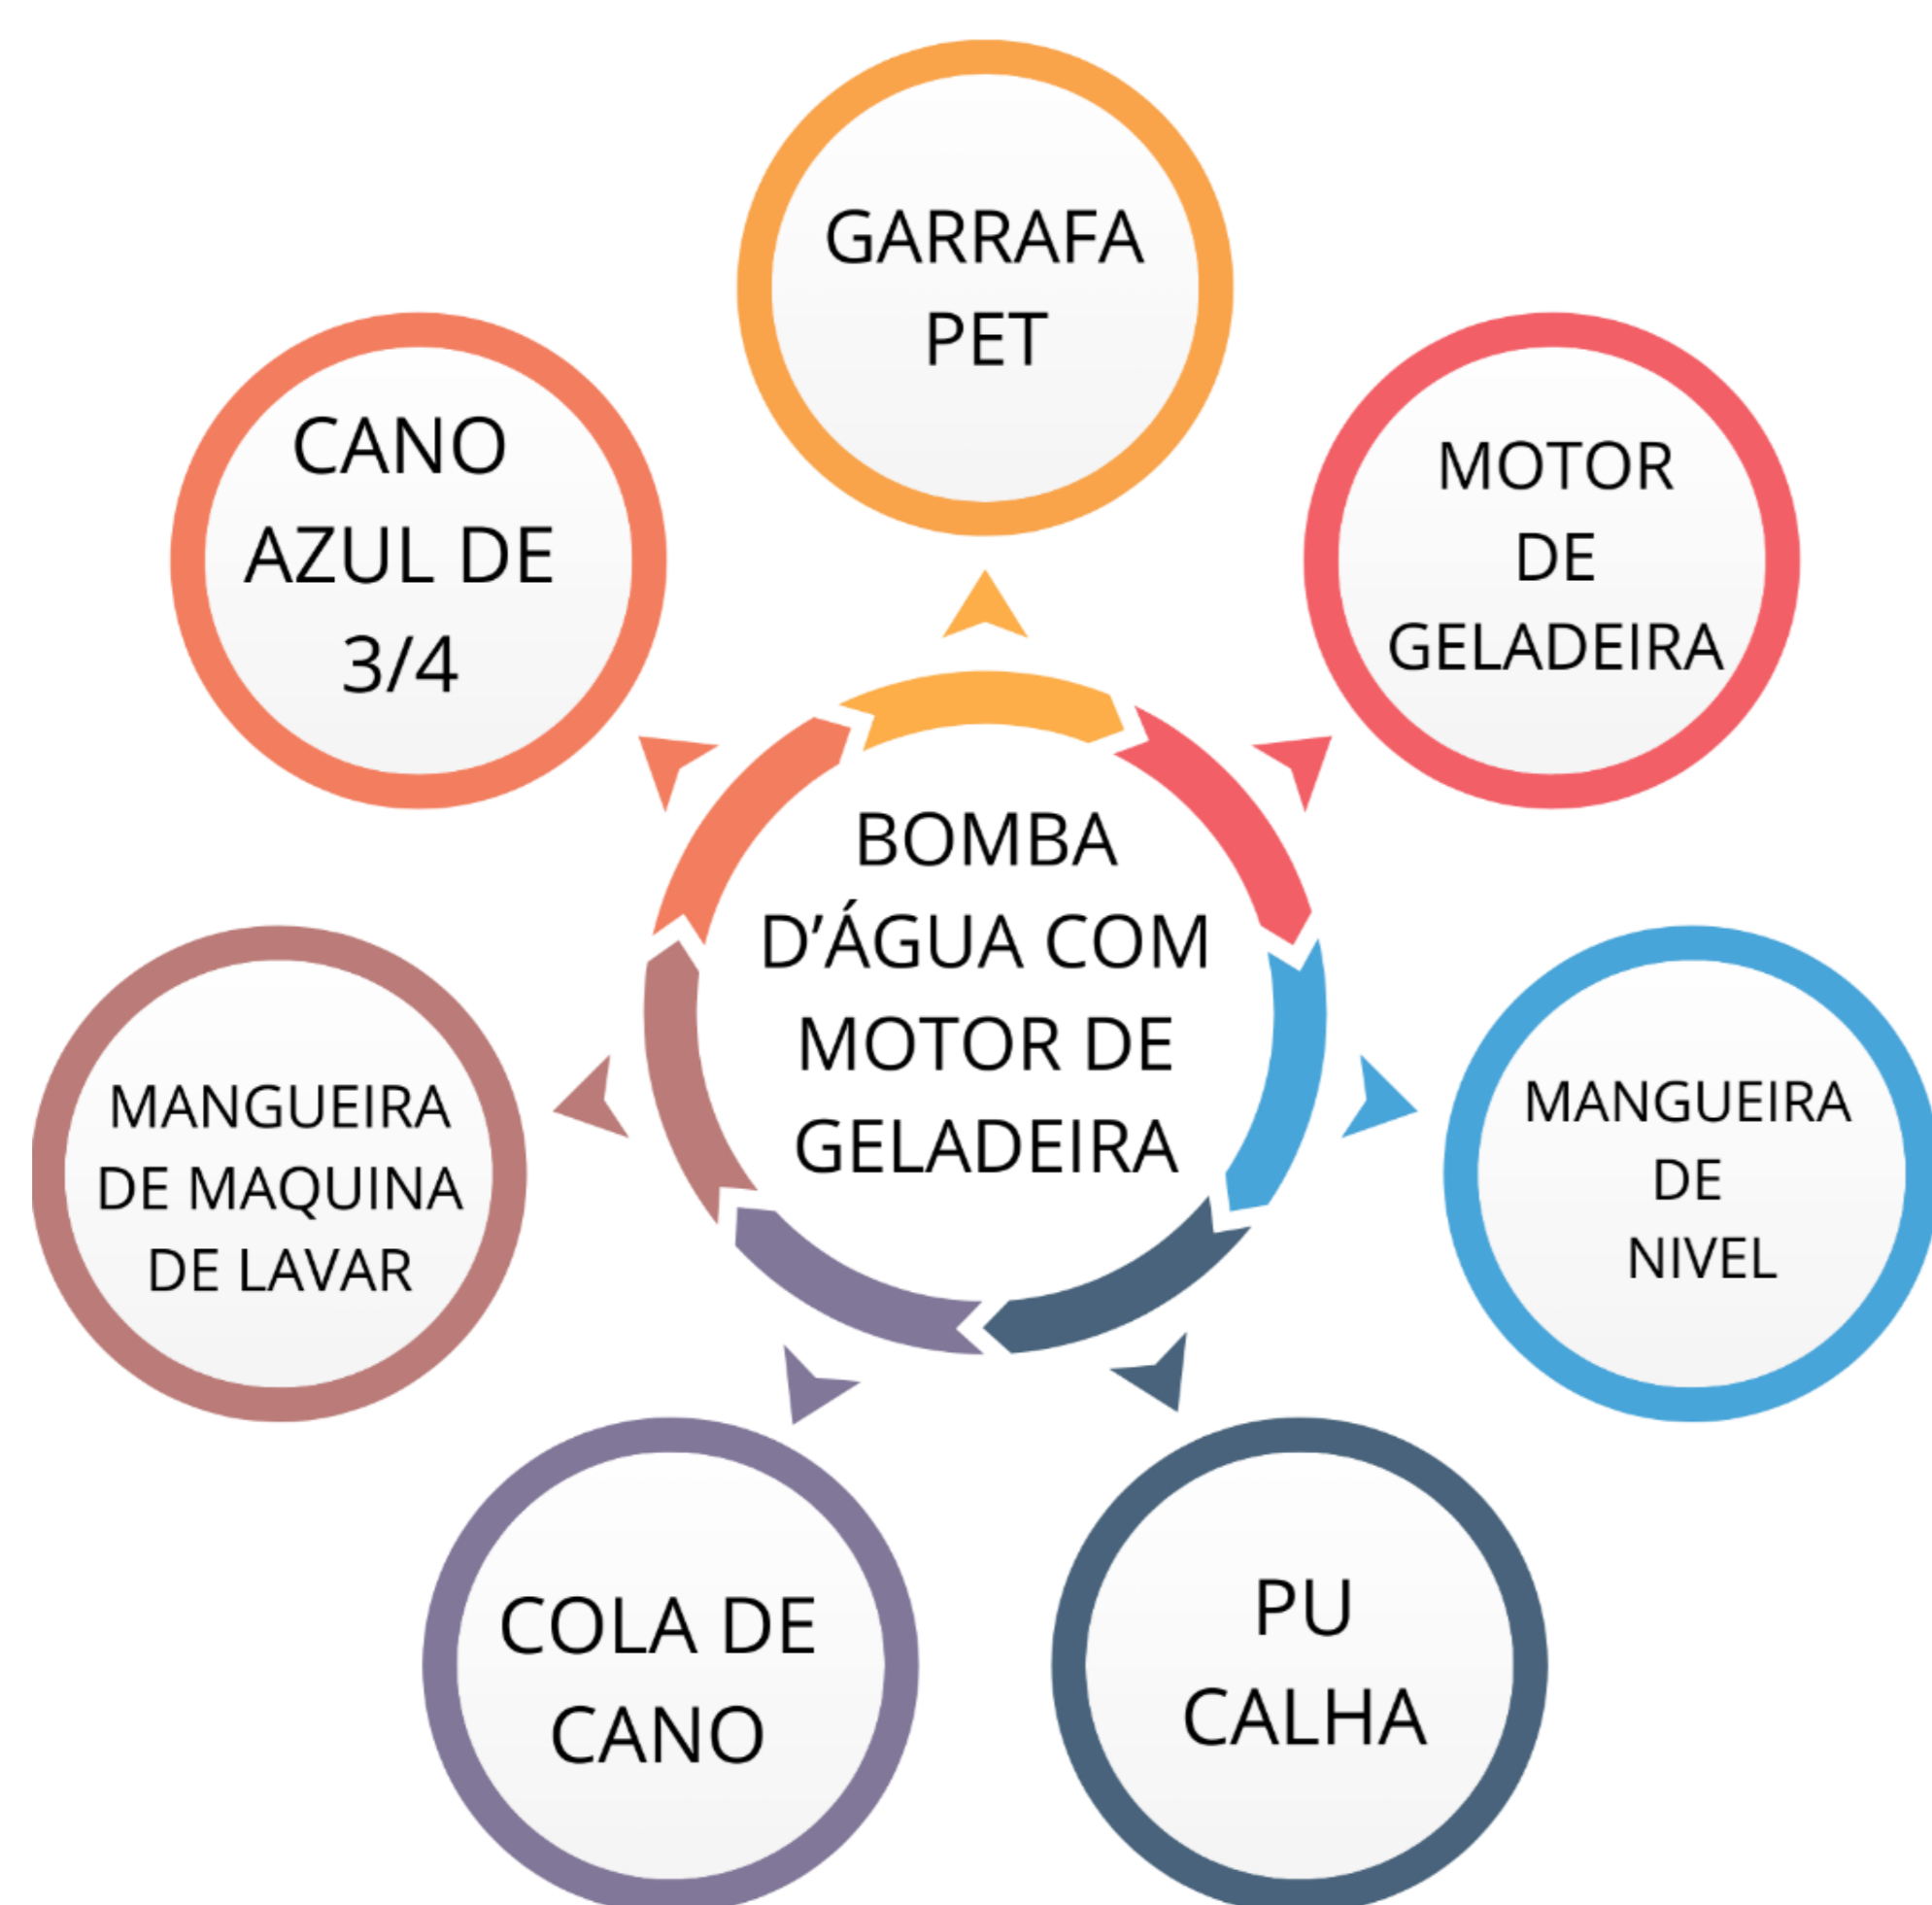 GARRAFA
PET
CANO
AZUL DE
3/4
MOTOR
DE
GELADEIRA
BOMBA
D’ÁGUA COM
MOTOR DE
GELADEIRA
MANGUEIRA
DE MAQUINA
DE LAVAR
MANGUEIRA
DE
NIVEL
COLA DE
CANO
PU
CALHA